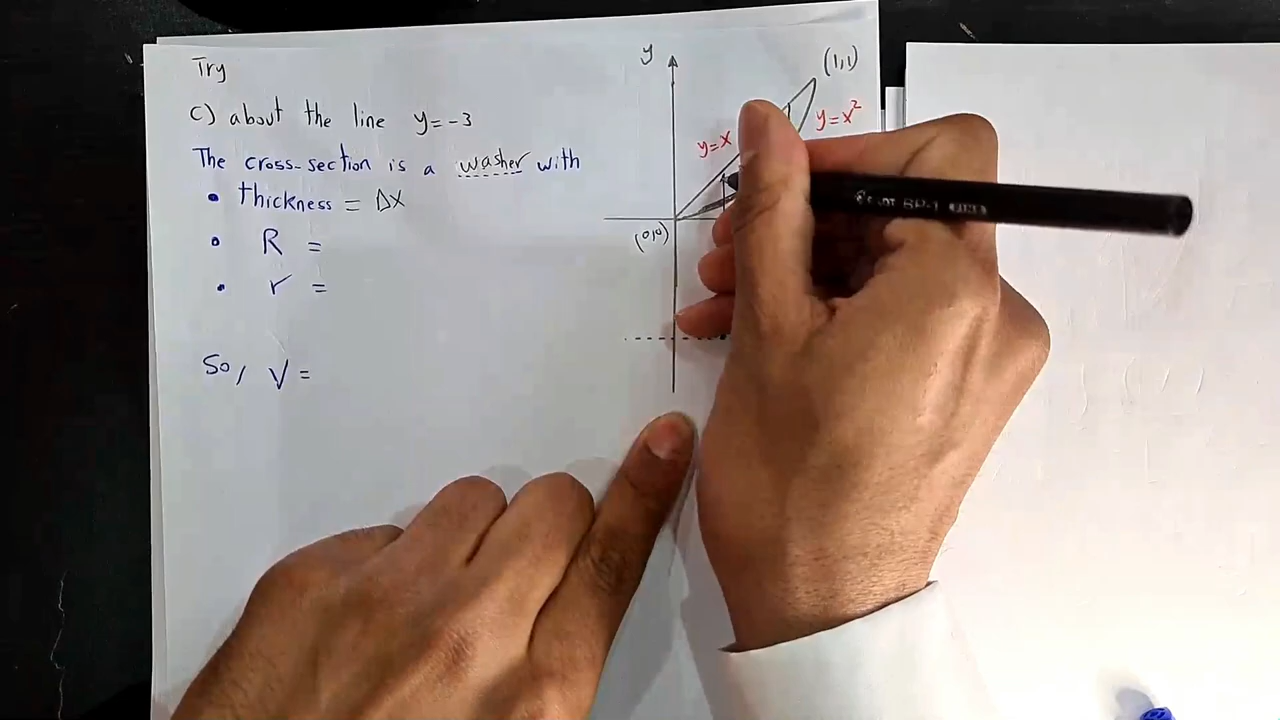 Try
c) about the line y=-3
The cross-section is a washer with
• thickness = Δx
• R =
• r =
So, V =
y
(1,1)
y=x²
y=x
(0,0)